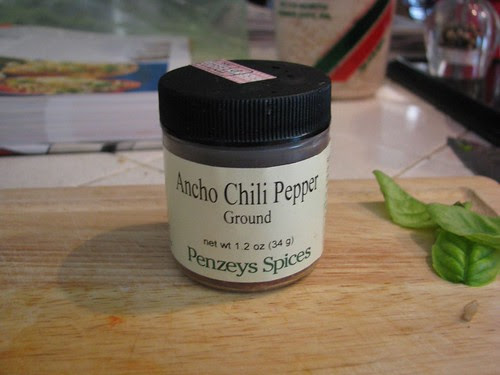 Ancho Chili Pepper
Ground
net wt 1.2 oz (34 g)
Penzeys Spices